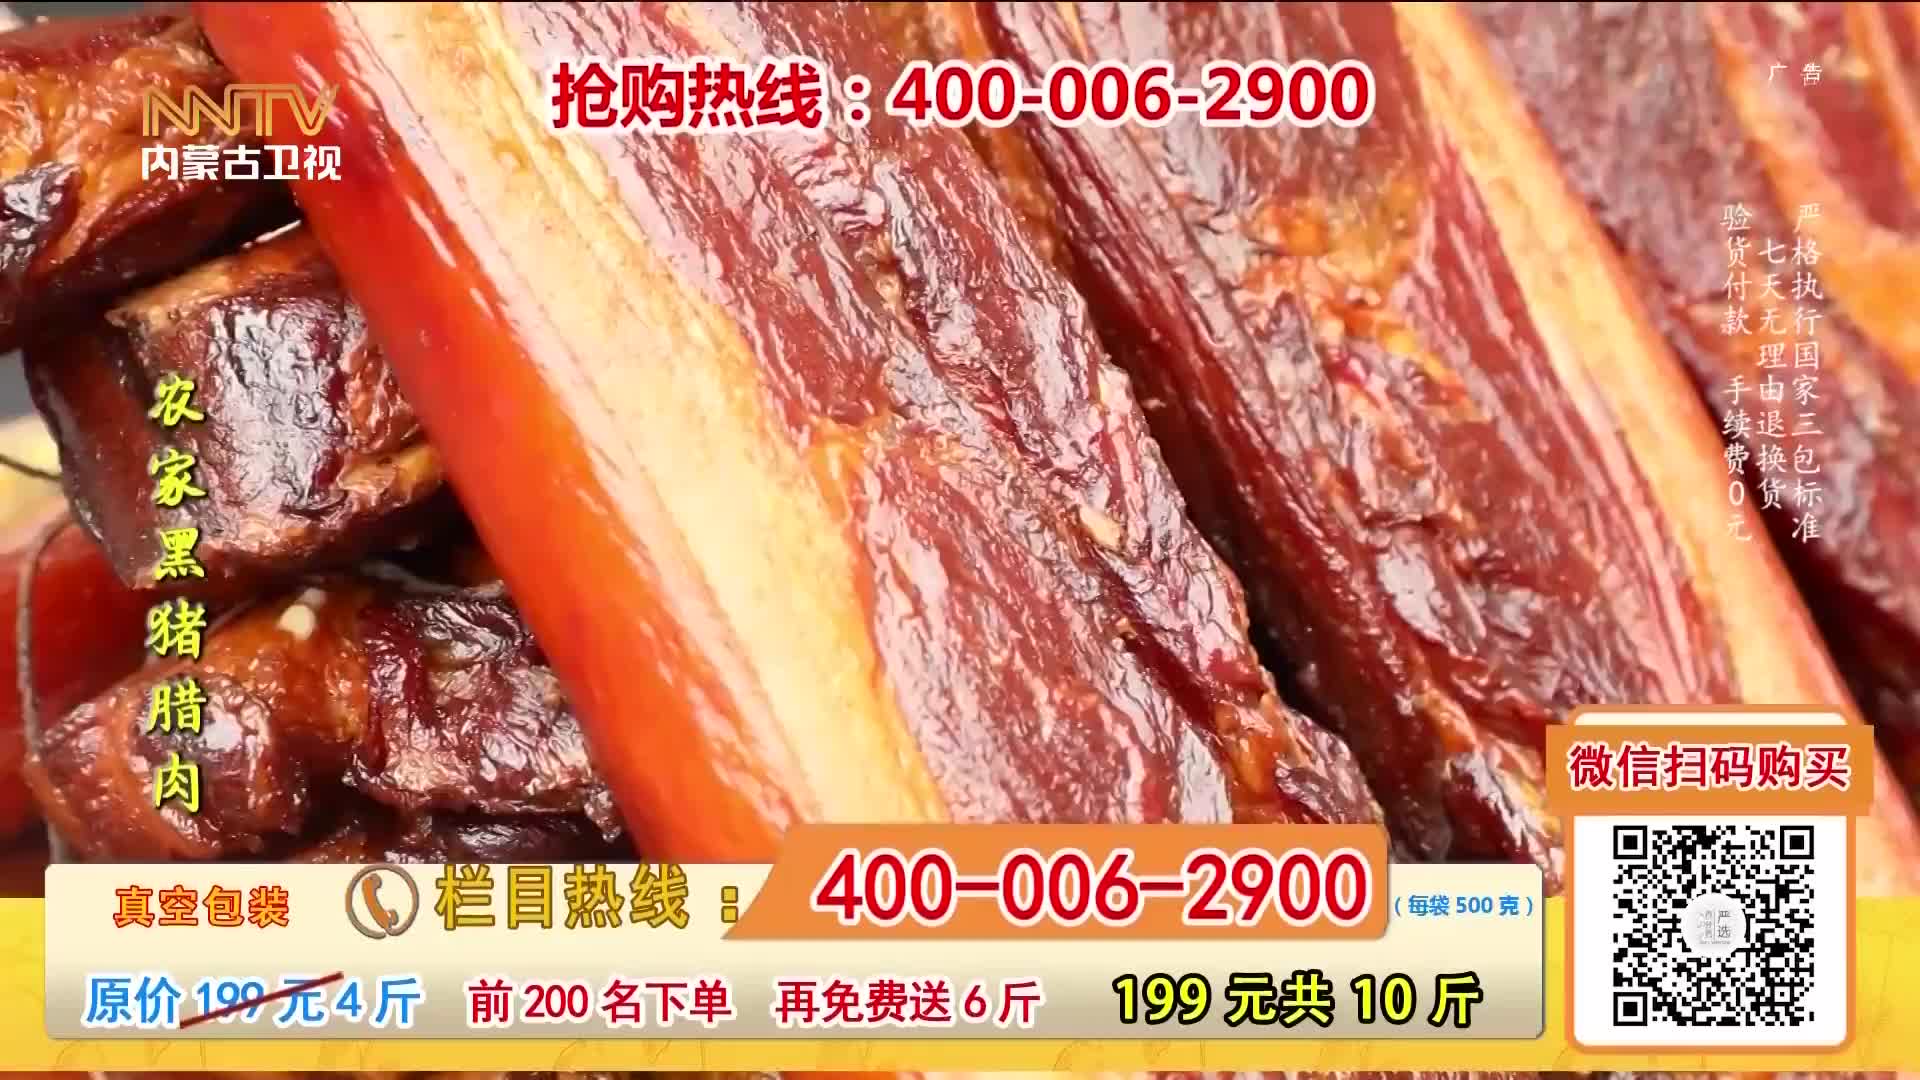 抢购热线：400-006-2900
广告
NMTV
内蒙古卫视
严格执行国家三包标准
七天无理由退换货
验货付款 手续费0元
农家黑猪腊肉
微信扫码购买
真空包装
栏目热线：
400-006-2900
（每袋500克）
原价199元4斤
前200名下单 再免费送6斤
199元共10斤
严选